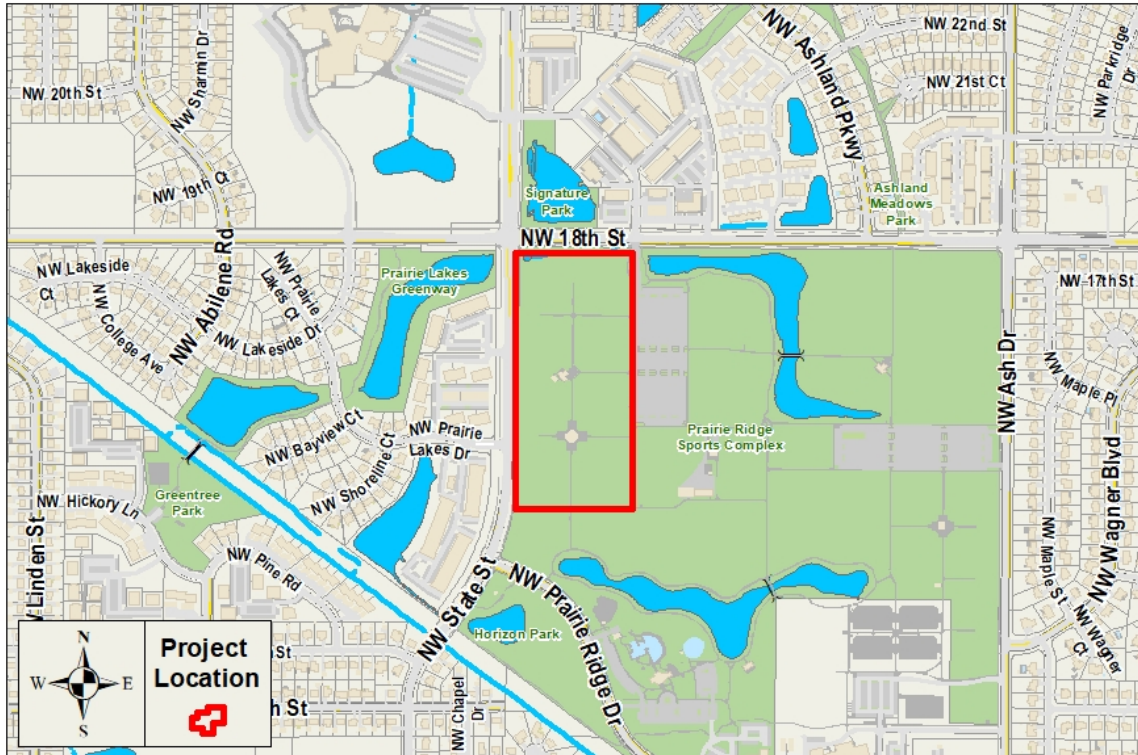 NW 22nd St
NW Ashland Pkwy
NW Parkridge
Dr
NW Sharmin Dr
NW 20th St
NW 21st Ct
NW 19th Ct
Signature
Park
Ashland
Meadows
Park
NW 18th St
NW Abilene Rd
NW Lakeside
Ct
NW Prairie
Lakes Ct
Prairie Lakes
Greenway
NW 17th St
NW College Ave
NW Lakeside Dr
NW Ash Dr
NW Maple Pl
NW Bayview Ct
NW Prairie
Lakes Dr
Prairie Ridge
Sports Complex
NW Shoreline Ct
NW Wagner Blvd
Greentree
Park
NW Hickory Ln
Linden St
NW Pine Rd
NW State St
NW Prairie Ridge Dr
NW Maple St
NW Wagner
Ct
Horizon Park
NW Chapel
Dr
St
h St
N
W
E
S
Project
Location